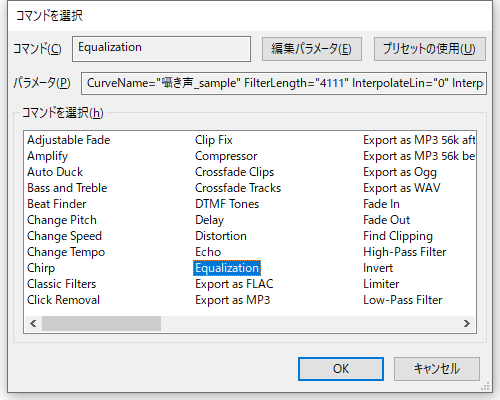 コマンドを選択
コマンド(C) Equalization 編集パラメータ(E) プリセットの使用(U)
パラメータ(P) CurveName="囁き声_sample" FilterLength="4111" InterpolateLin="0" Interp
コマンドを選択(h)
Adjustable Fade Clip Fix Export as MP3 56k aft
Amplify Compressor Export as MP3 56k be
Auto Duck Crossfade Clips Export as Ogg
Bass and Treble Crossfade Tracks Export as WAV
Beat Finder DTMF Tones Fade In
Change Pitch Delay Fade Out
Change Speed Distortion Find Clipping
Change Tempo Echo High-Pass Filter
Chirp Equalization Invert
Classic Filters Export as FLAC Limiter
Click Removal Export as MP3 Low-Pass Filter
OK キャンセル